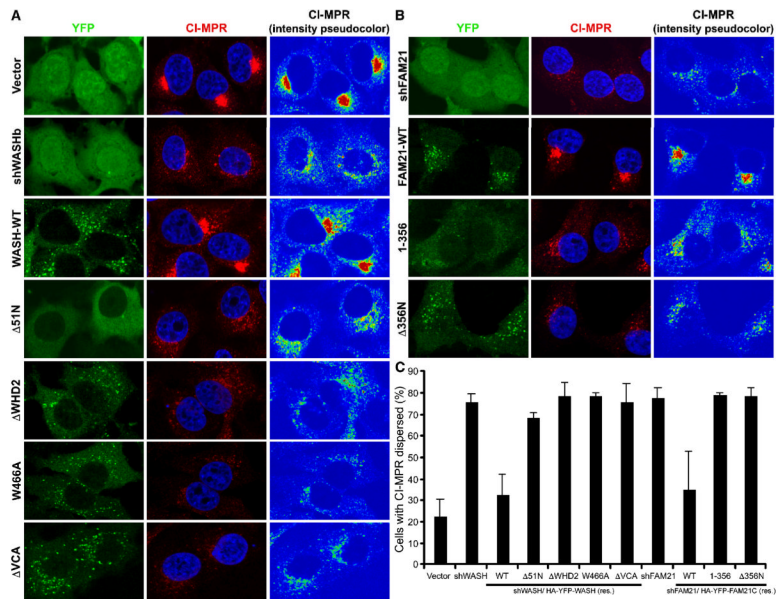 A
YFP
CI-MPR
CI-MPR
(intensity pseudocolor)
Vector
shWASHb
WASH-WT
Δ51N
ΔWHD2
W466A
ΔVCA
B
YFP
CI-MPR
CI-MPR
(intensity pseudocolor)
shFAM21
FAM21-WT
1-356
Δ356N
C
Cells with CI-MPR dispersed (%)
90
80
70
60
50
40
30
20
10
0
Vector shWASH WT Δ51N ΔWHD2 W466A ΔVCA shFAM21 WT 1-356 Δ356N
shWASH/ HA-YFP-WASH (res.) shFAM21/ HA-YFP-FAM21C (res.)